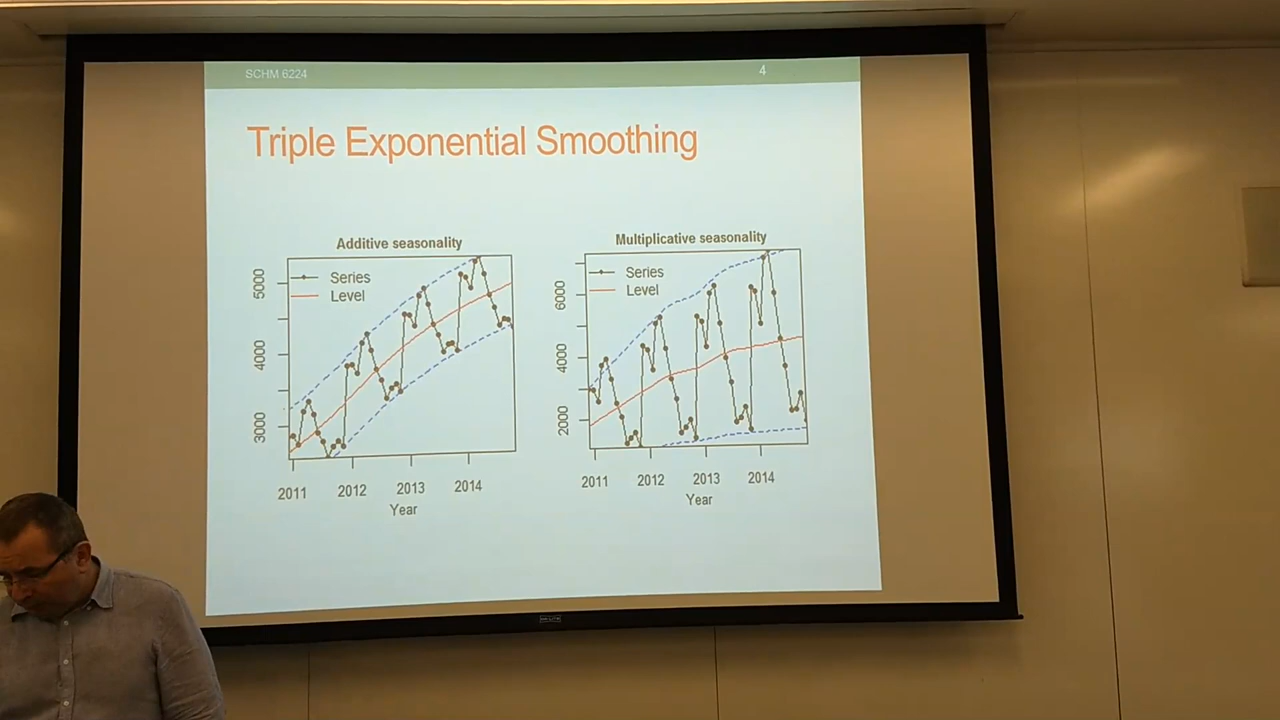 SCHM 6224
4
Triple Exponential Smoothing
Additive seasonality
Series
Level
5000
4000
3000
2011
2012
2013
2014
Year
Multiplicative seasonality
Series
Level
6000
4000
2000
2011
2012
2013
2014
Year